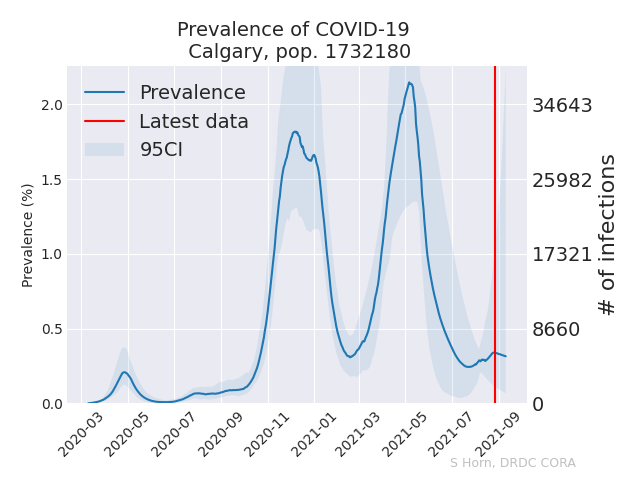 Prevalence of COVID-19
Calgary, pop. 1732180
Prevalence
Latest data
95CI
Prevalence (%)
2.0
1.5
1.0
0.5
0.0
34643
25982
17321
8660
0
# of infections
2020-03
2020-05
2020-07
2020-09
2020-11
2021-01
2021-03
2021-05
2021-07
2021-09
S Horn, DRDC CORA